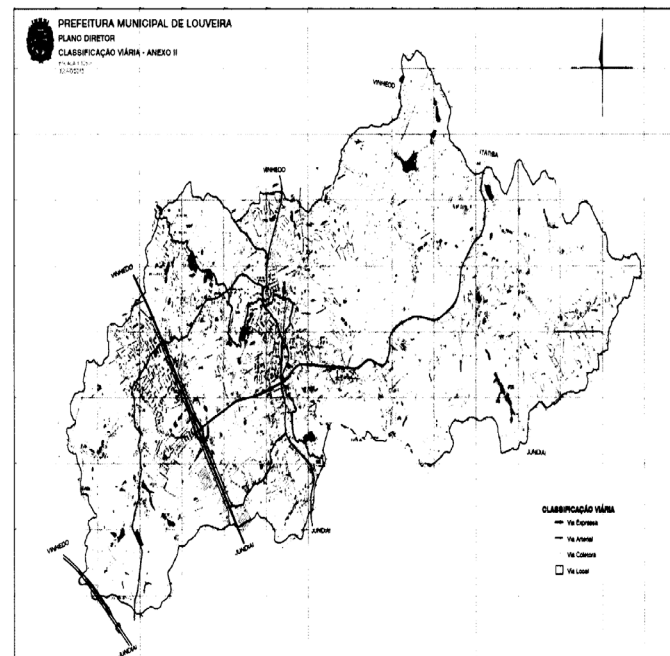 PREFEITURA MUNICIPAL DE LOUVEIRA
PLANO DIRETOR
CLASSIFICAÇÃO VIÁRIA - ANEXO II
VINHEDO
ITATIBA
VINHEDO
VINHEDO
JUNDIAÍ
VINHEDO
JUNDIAÍ
JUNDIAÍ
JUNDIAÍ
CLASSIFICAÇÃO VIÁRIA
Via Expressa
Via Arterial
Via Coletora
Via Local